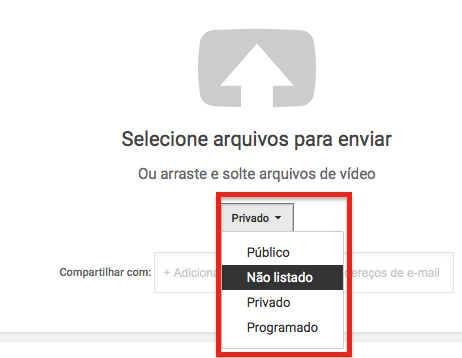 Selecione arquivos para enviar
Ou arraste e solte arquivos de vídeo
Privado
Compartilhar com: + Adiciona
dereços de e-mail
Público
Não listado
Privado
Programado